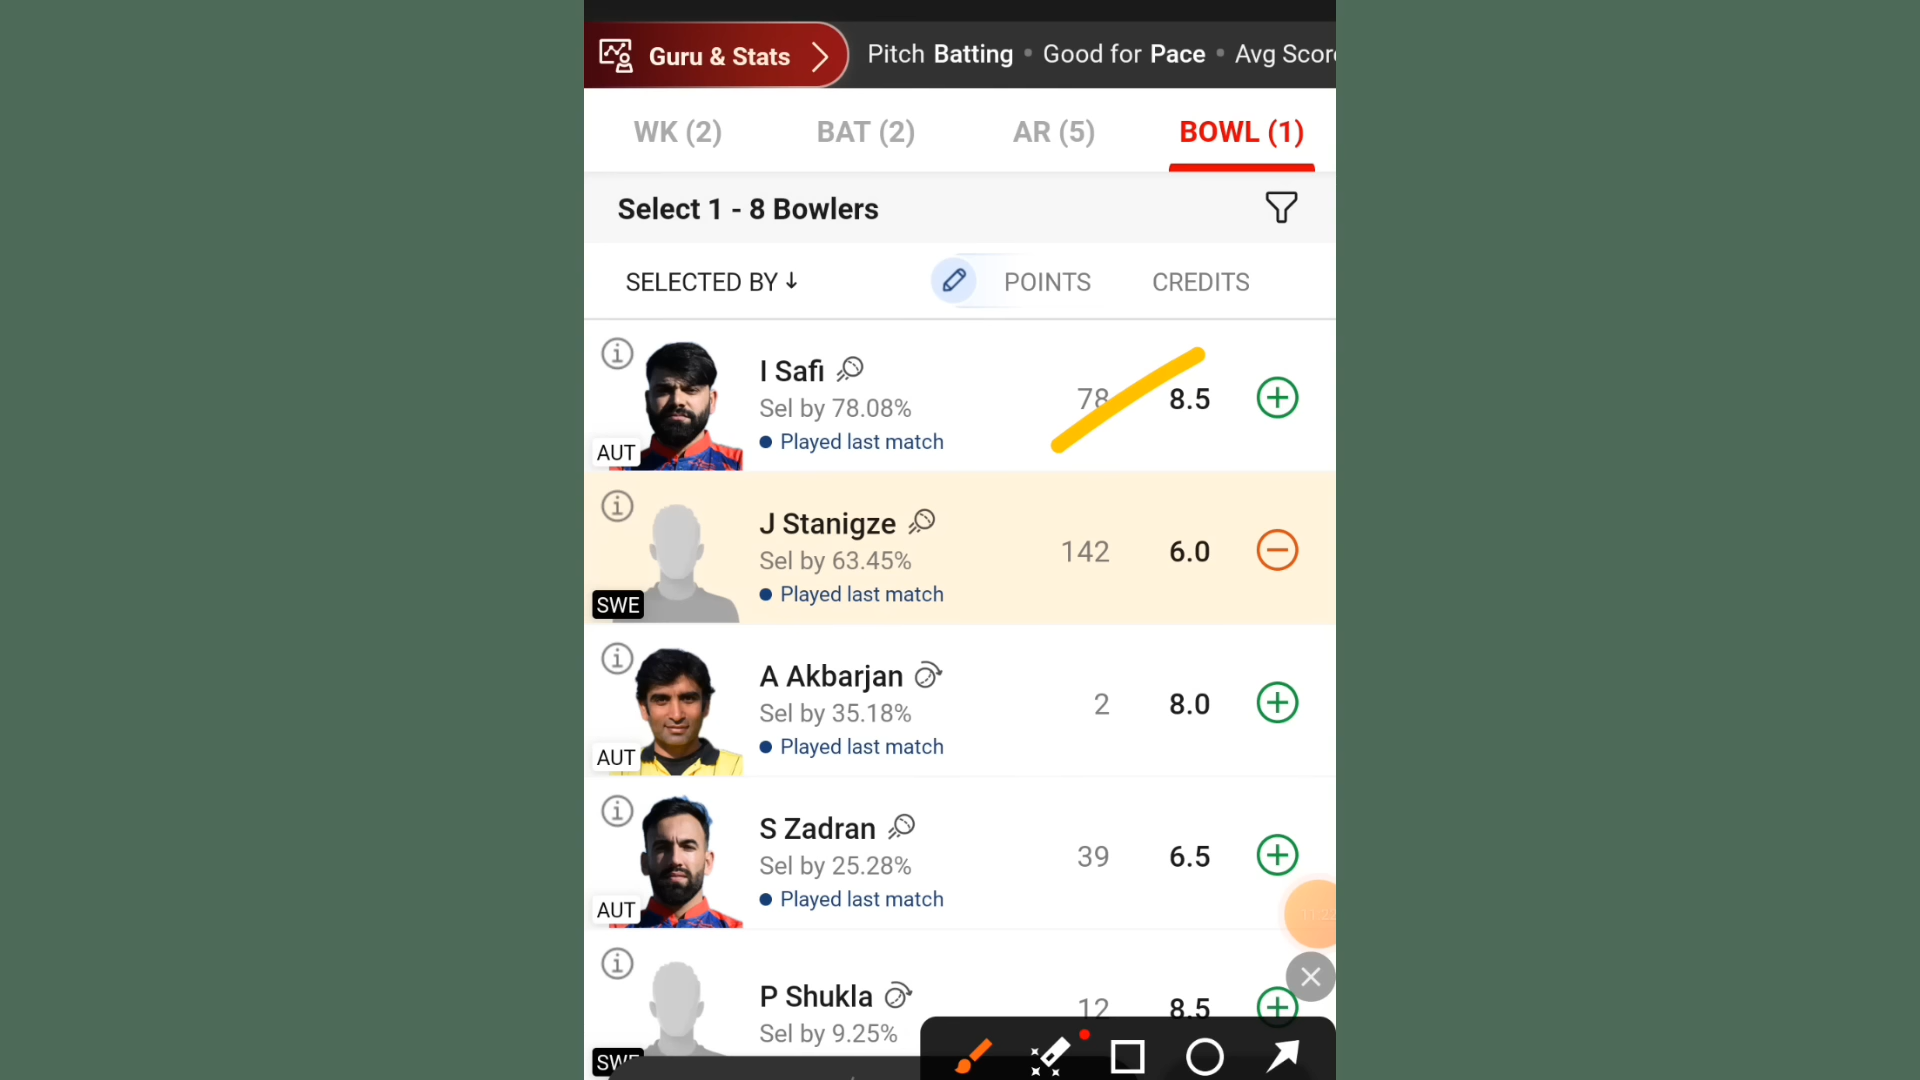 Guru & Stats
Pitch Batting • Good for Pace • Avg Score
WK (2) BAT (2) AR (5) BOWL (1)
Select 1 - 8 Bowlers
SELECTED BY ↓ POINTS CREDITS
I Safi
Sel by 78.08%
78 8.5
• Played last match
AUT
J Stanigze
Sel by 63.45%
142 6.0
• Played last match
SWE
A Akbarjan
Sel by 35.18%
2 8.0
• Played last match
AUT
S Zadran
Sel by 25.28%
39 6.5
• Played last match
AUT
P Shukla
Sel by 9.25%
12 8.5
SWE